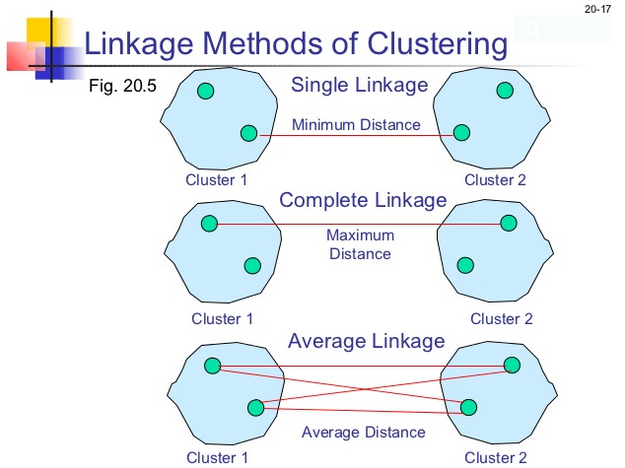 20-17
Linkage Methods of Clustering
Fig. 20.5
Single Linkage
Minimum Distance
Cluster 1
Cluster 2
Complete Linkage
Maximum
Distance
Cluster 1
Cluster 2
Average Linkage
Average Distance
Cluster 1
Cluster 2